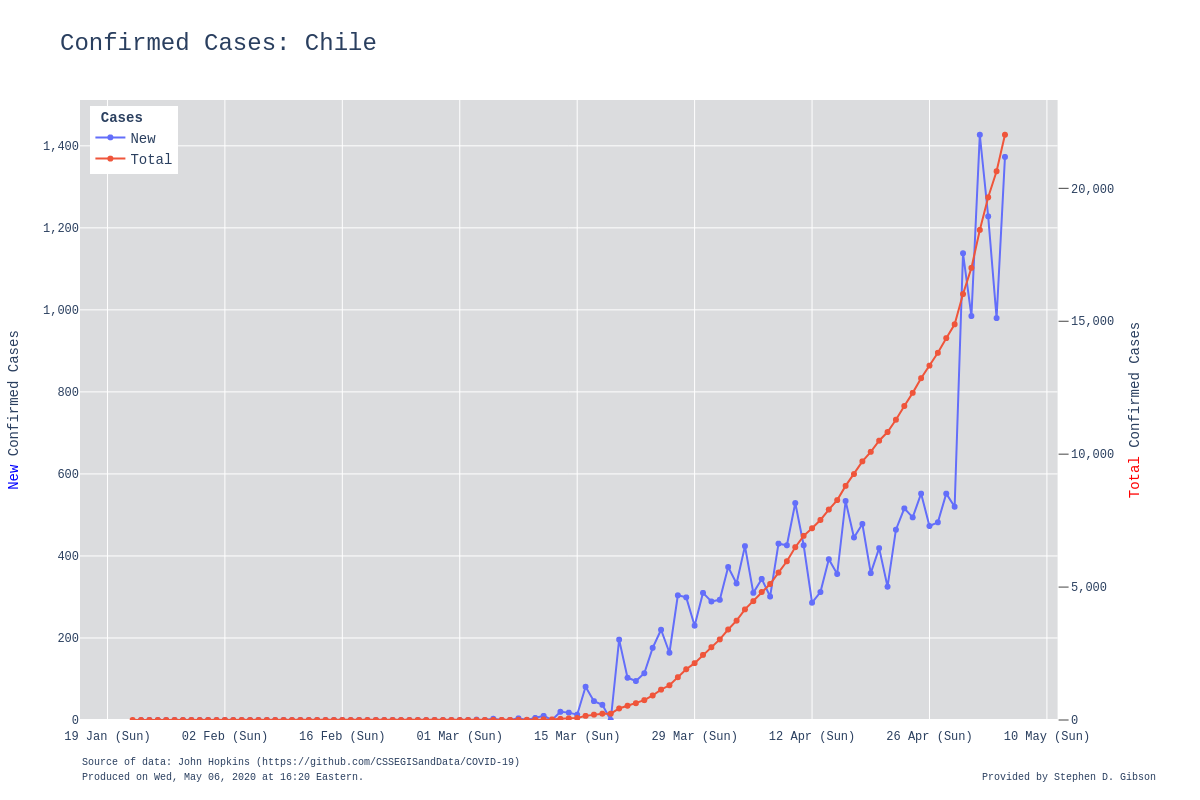 Confirmed Cases: Chile
Cases
New
Total
1,400
1,200
1,000
800
600
400
200
0
New Confirmed Cases
20,000
15,000
10,000
5,000
0
Total Confirmed Cases
19 Jan (Sun)
02 Feb (Sun)
16 Feb (Sun)
01 Mar (Sun)
15 Mar (Sun)
29 Mar (Sun)
12 Apr (Sun)
26 Apr (Sun)
10 May (Sun)
Source of data: John Hopkins (https://github.com/CSSEGISandData/COVID-19)
Produced on Wed, May 06, 2020 at 16:20 Eastern.
Provided by Stephen D. Gibson